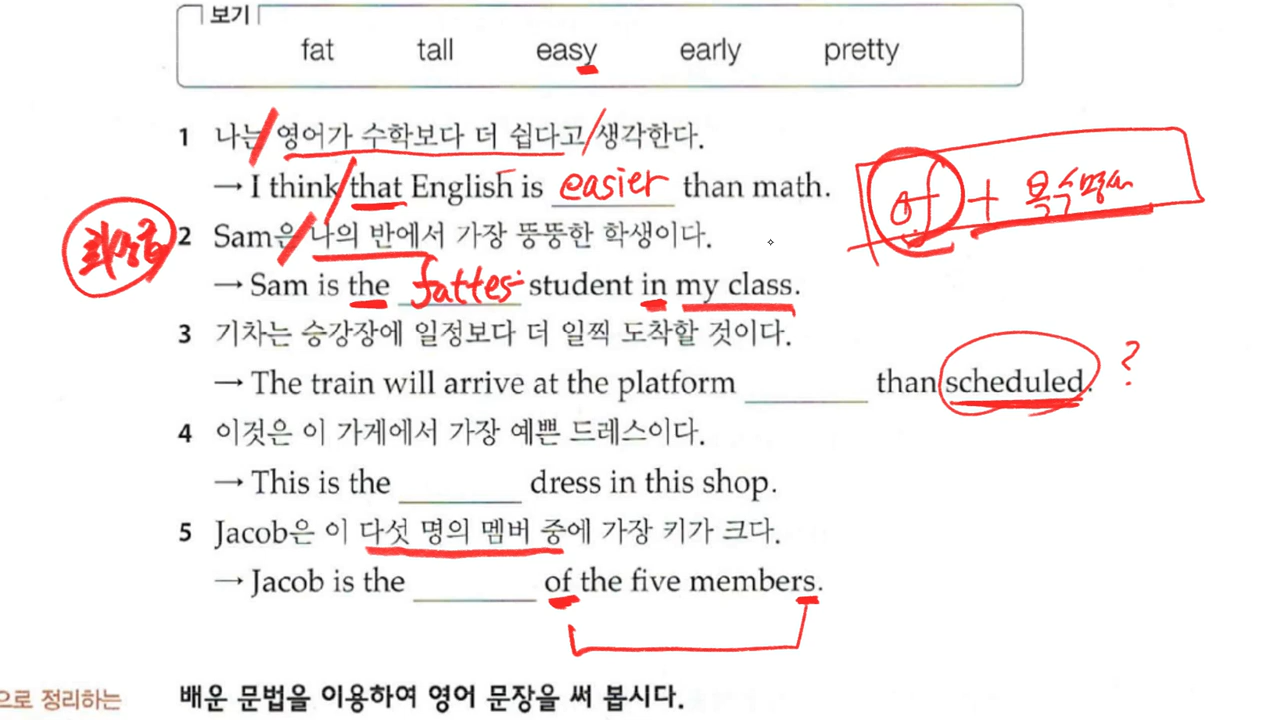 보기
fat tall easy early pretty
1 나는 영어가 수학보다 더 쉽다고 생각한다.
→ I think that English is easier than math.
of + 복수명사
최상급
2 Sam은 나의 반에서 가장 뚱뚱한 학생이다.
→ Sam is the fattes student in my class.
3 기차는 승강장에 일정보다 더 일찍 도착할 것이다.
→ The train will arrive at the platform ________ than scheduled. ?
4 이것은 이 가게에서 가장 예쁜 드레스이다.
→ This is the ________ dress in this shop.
5 Jacob은 이 다섯 명의 멤버 중에 가장 키가 크다.
→ Jacob is the ________ of the five members.
으로 정리하는 배운 문법을 이용하여 영어 문장을 써 봅시다.